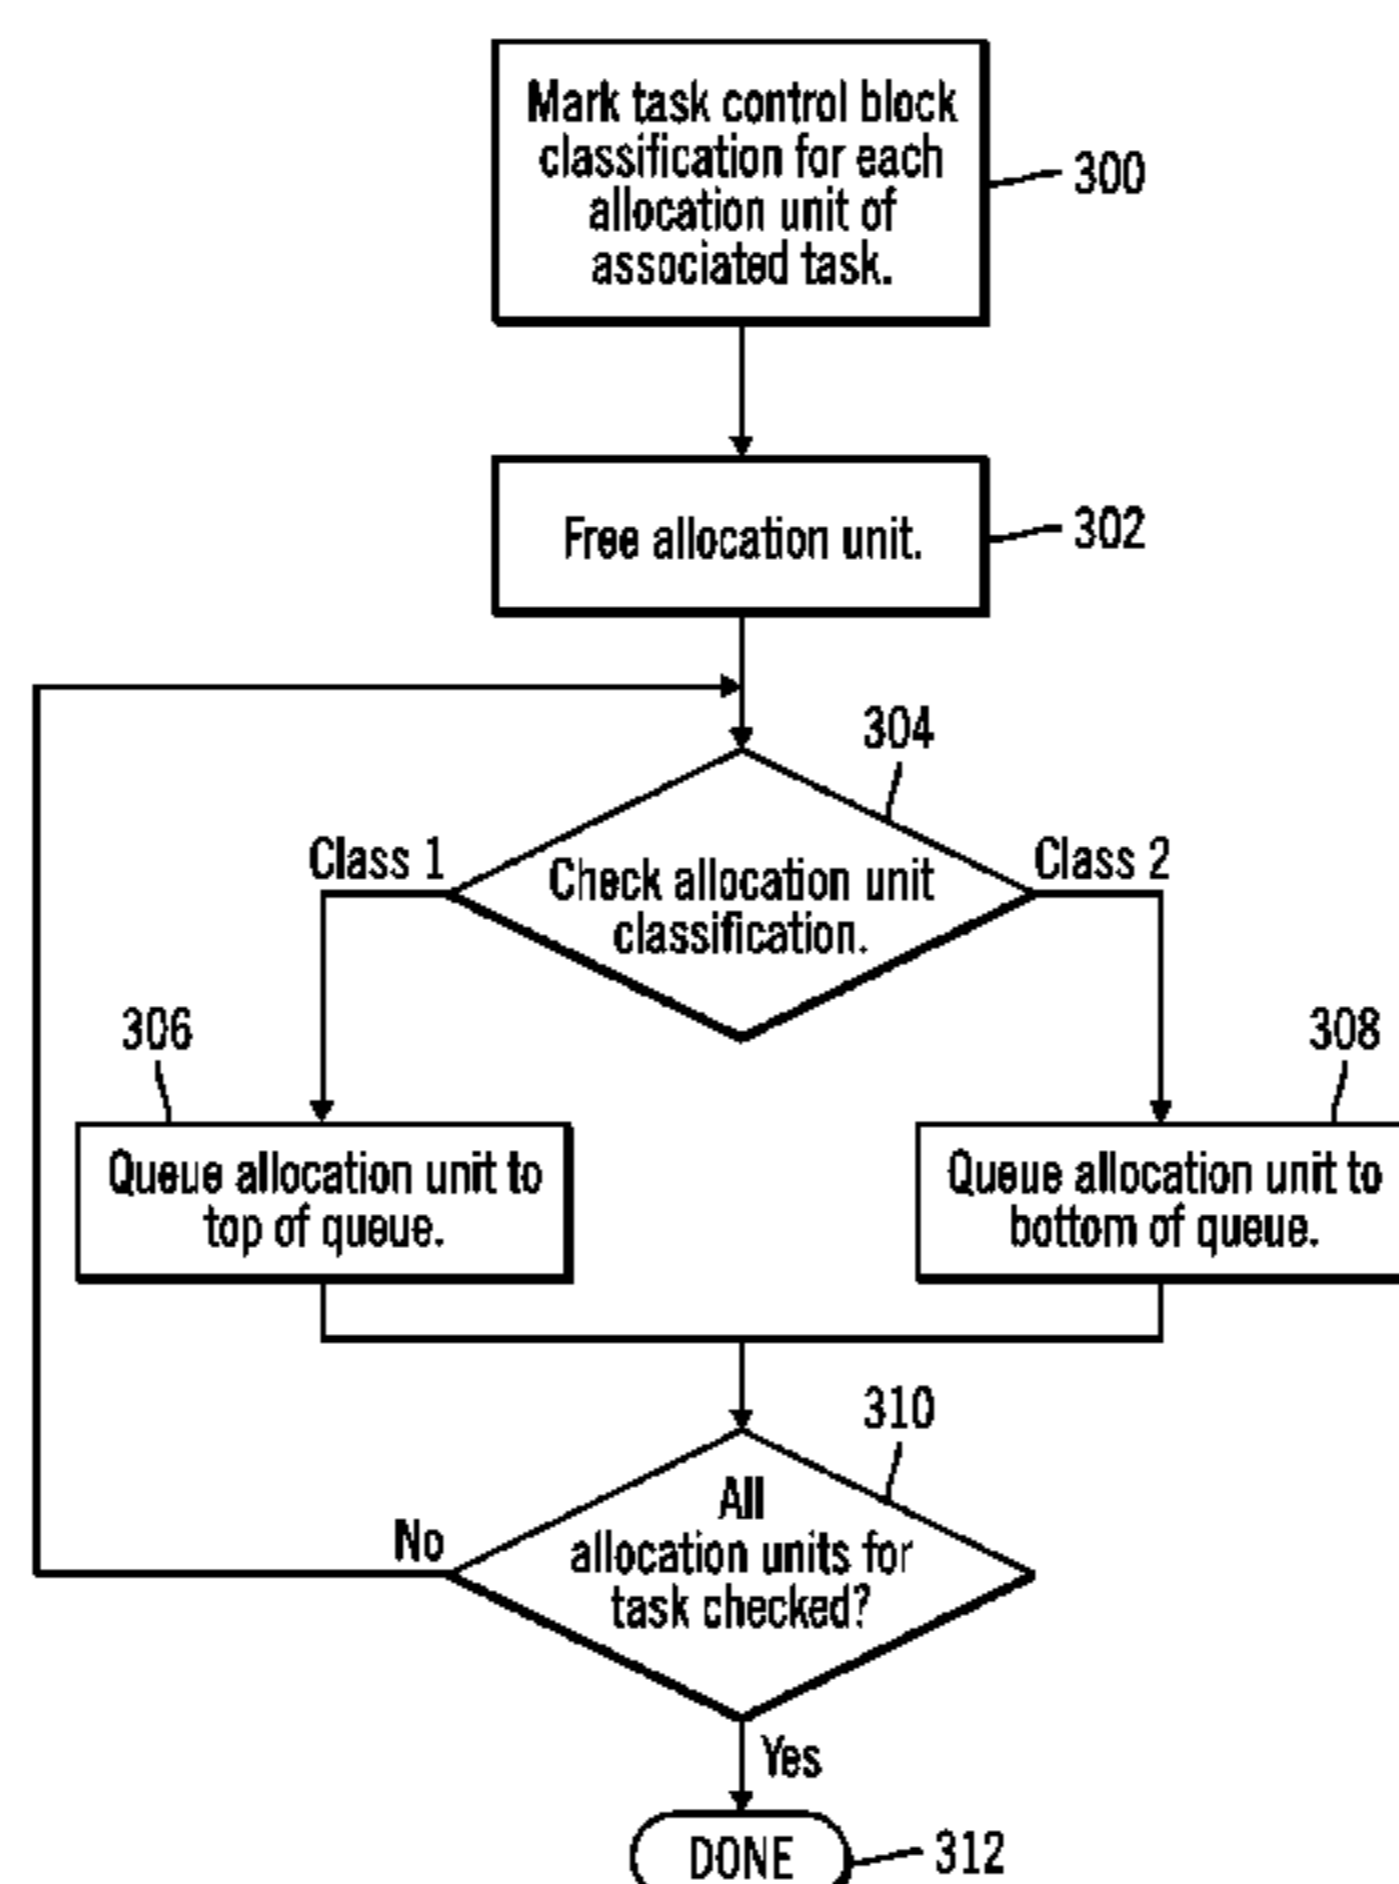 Mark task control block
classification for each
allocation unit of
associated task.
300
Free allocation unit.
302
304
Class 1
Class 2
Check allocation unit
classification.
306
308
Queue allocation unit to
top of queue.
Queue allocation unit to
bottom of queue.
310
All
allocation units for
task checked?
No
Yes
DONE
312